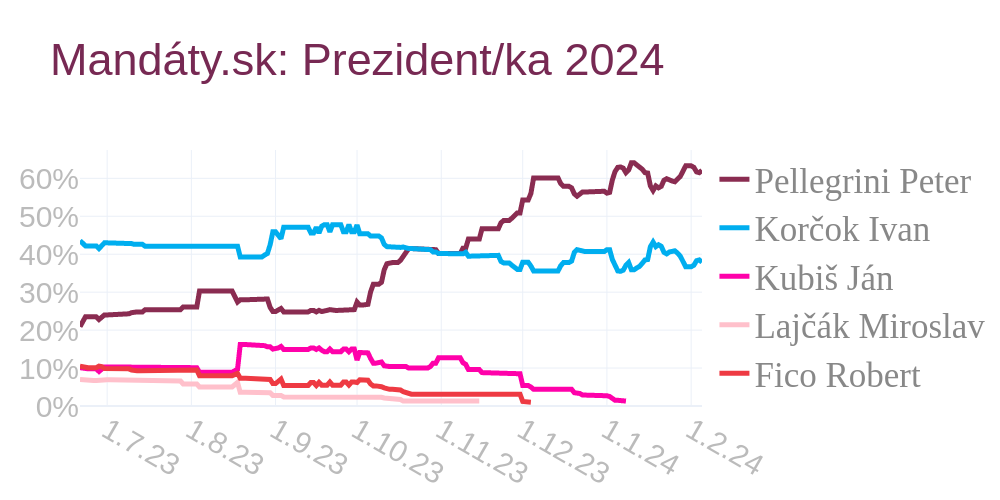 Mandáty.sk: Prezident/ka 2024
60%
50%
40%
30%
20%
10%
0%
1.7.23
1.8.23
1.9.23
1.10.23
1.11.23
1.12.23
1.1.24
1.2.24
Pellegrini Peter
Korčok Ivan
Kubiš Ján
Lajčák Miroslav
Fico Robert